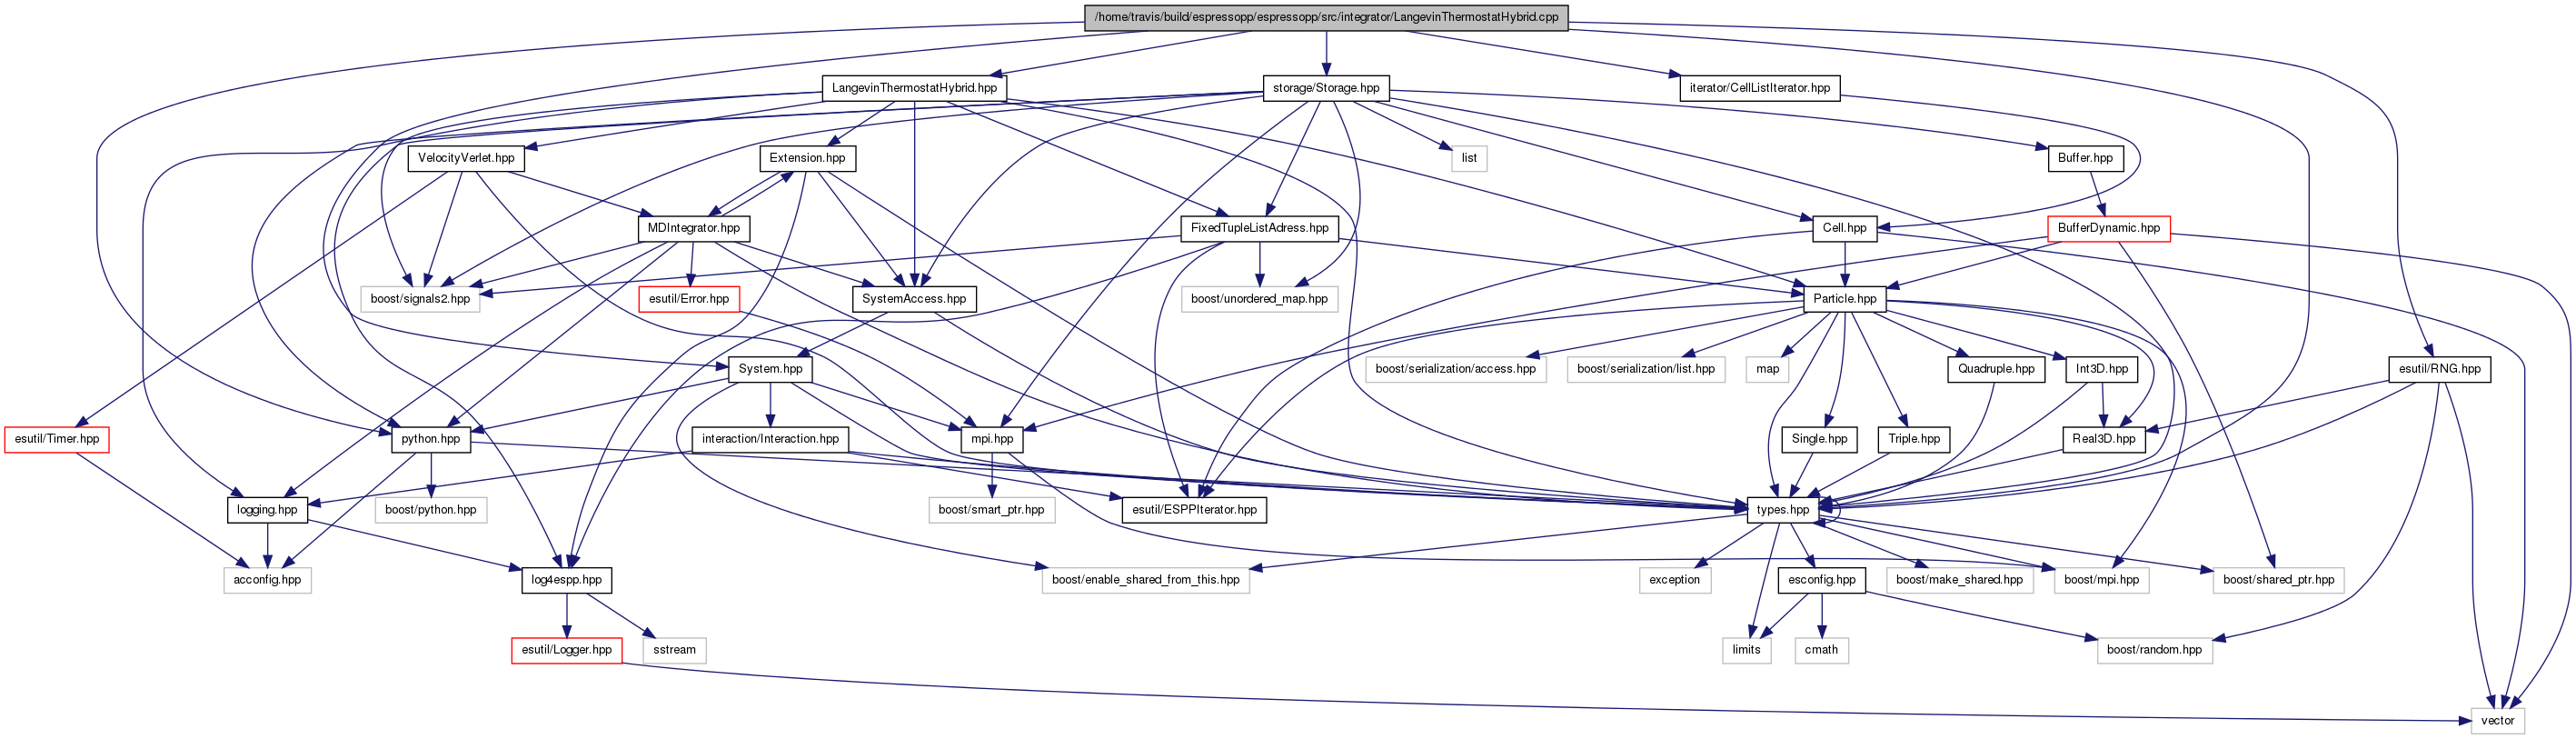 /home/travis/build/espressopp/espressopp/src/integrator/LangevinThermostatHybrid.cpp
LangevinThermostatHybrid.hpp
storage/Storage.hpp
iterator/CellListIterator.hpp
VelocityVerlet.hpp
Extension.hpp
list
Buffer.hpp
MDIntegrator.hpp
FixedTupleListAdress.hpp
Cell.hpp
BufferDynamic.hpp
boost/signals2.hpp
esutil/Error.hpp
SystemAccess.hpp
boost/unordered_map.hpp
Particle.hpp
System.hpp
boost/serialization/access.hpp
boost/serialization/list.hpp
map
Quadruple.hpp
Int3D.hpp
esutil/RNG.hpp
esutil/Timer.hpp
python.hpp
interaction/Interaction.hpp
mpi.hpp
Single.hpp
Triple.hpp
Real3D.hpp
logging.hpp
boost/python.hpp
boost/smart_ptr.hpp
esutil/ESPPIterator.hpp
types.hpp
acconfig.hpp
log4espp.hpp
boost/enable_shared_from_this.hpp
exception
esconfig.hpp
boost/make_shared.hpp
boost/mpi.hpp
boost/shared_ptr.hpp
esutil/Logger.hpp
sstream
limits
cmath
boost/random.hpp
vector